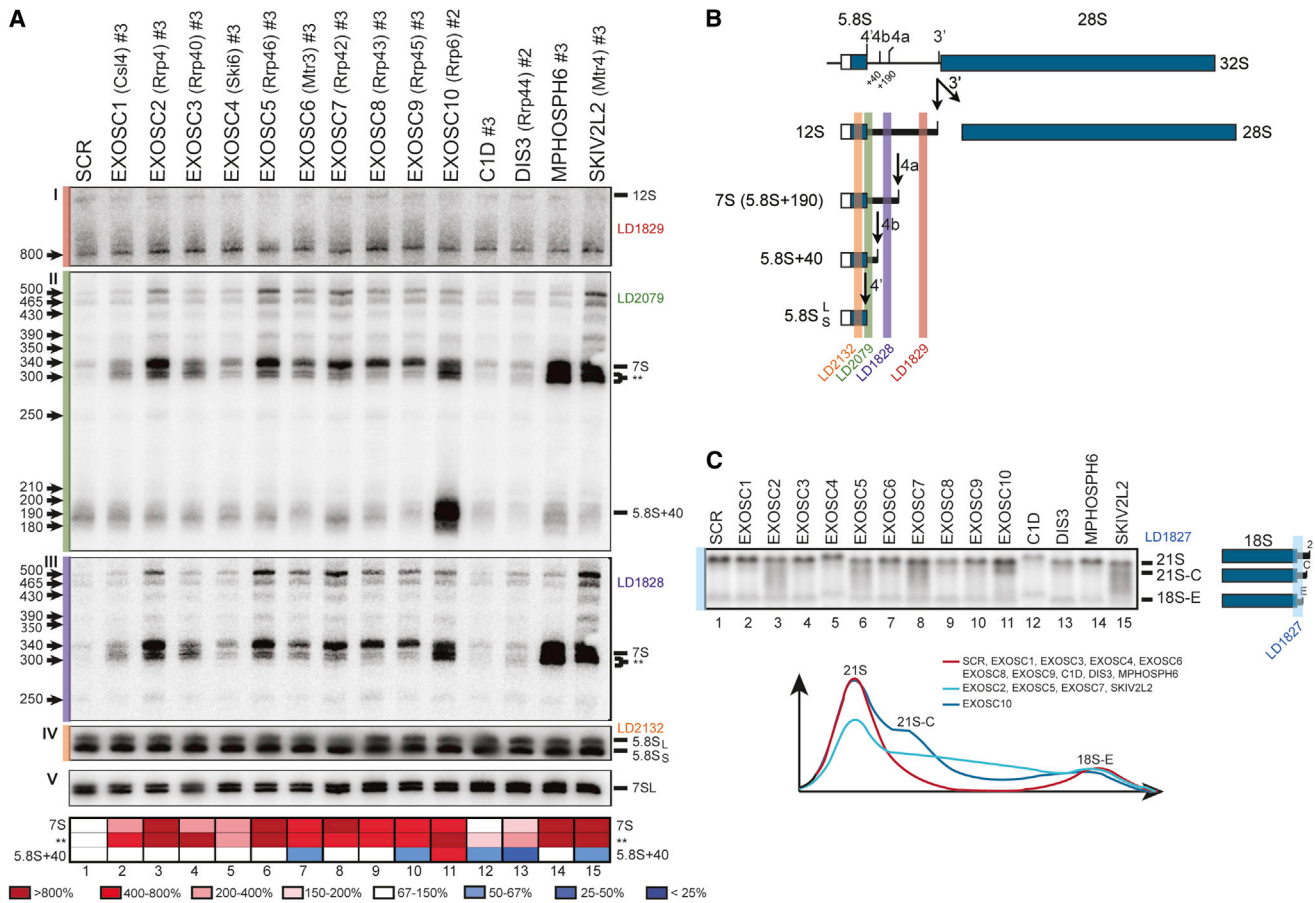 A
SCR
EXOSC1 (Csl4) #3
EXOSC2 (Rrp4) #3
EXOSC3 (Rrp40) #3
EXOSC4 (Ski6) #3
EXOSC5 (Rrp46) #3
EXOSC6 (Mtr3) #3
EXOSC7 (Rrp42) #3
EXOSC8 (Rrp43) #3
EXOSC9 (Rrp45) #3
EXOSC10 (Rrp6) #2
C1D #3
DIS3 (Rrp44) #2
MPHOSPH6 #3
SKIV2L2 (Mtr4) #3
I
12S
LD1829
800
II
LD2079
500
465
430
390
350
340
300
250
210
200
190
180
7S
**
5.8S+40
III
LD1828
500
465
430
390
350
340
300
250
7S
**
IV
LD2132
5.8S L
5.8S S
V
7SL
7S 7S
** **
5.8S+40 5.8S+40
1 2 3 4 5 6 7 8 9 10 11 12 13 14 15
>800% 400-800% 200-400% 150-200% 67-150% 50-67% 25-50% < 25%
B
5.8S 28S
4' 4b 4a 3'
+40 +190
32S
3'
12S 28S
4a
7S (5.8S+190)
4b
5.8S+40
4'
5.8S L S
LD2132
LD2079
LD1828
LD1829
C
SCR
EXOSC1
EXOSC2
EXOSC3
EXOSC4
EXOSC5
EXOSC6
EXOSC7
EXOSC8
EXOSC9
EXOSC10
C1D
DIS3
MPHOSPH6
SKIV2L2
LD1827
21S
21S-C
18S-E
1 2 3 4 5 6 7 8 9 10 11 12 13 14 15
18S
2
C
E
LD1827
SCR, EXOSC1, EXOSC3, EXOSC4, EXOSC6
EXOSC8, EXOSC9, C1D, DIS3, MPHOSPH6
EXOSC2, EXOSC5, EXOSC7, SKIV2L2
EXOSC10
21S
21S-C
18S-E